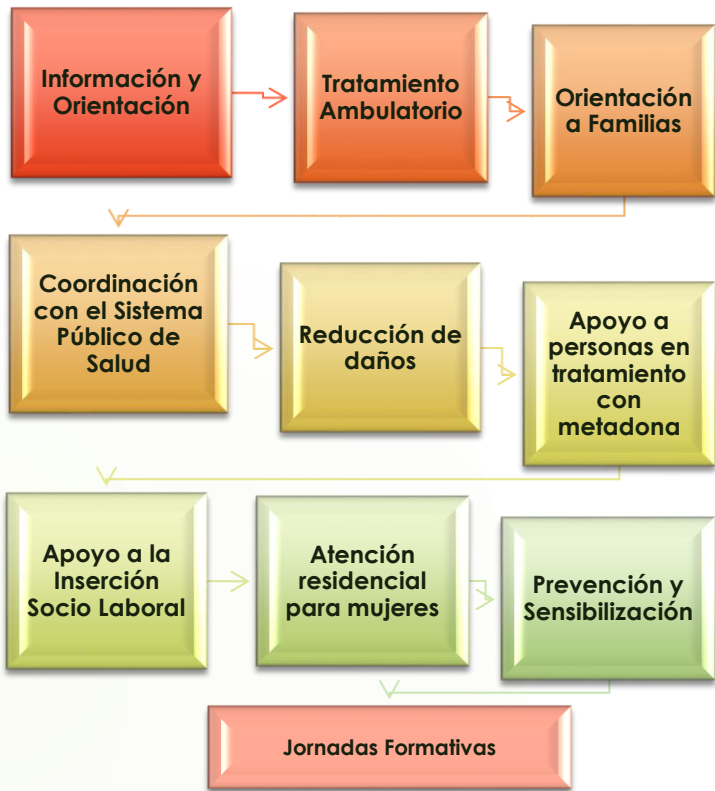 Información y
Orientación
Tratamiento
Ambulatorio
Orientación
a Familias
Coordinación
con el Sistema
Público de
Salud
Reducción de
daños
Apoyo a
personas en
tratamiento
con
metadona
Apoyo a la
Inserción
Socio Laboral
Atención
residencial
para mujeres
Prevención y
Sensibilización
Jornadas Formativas